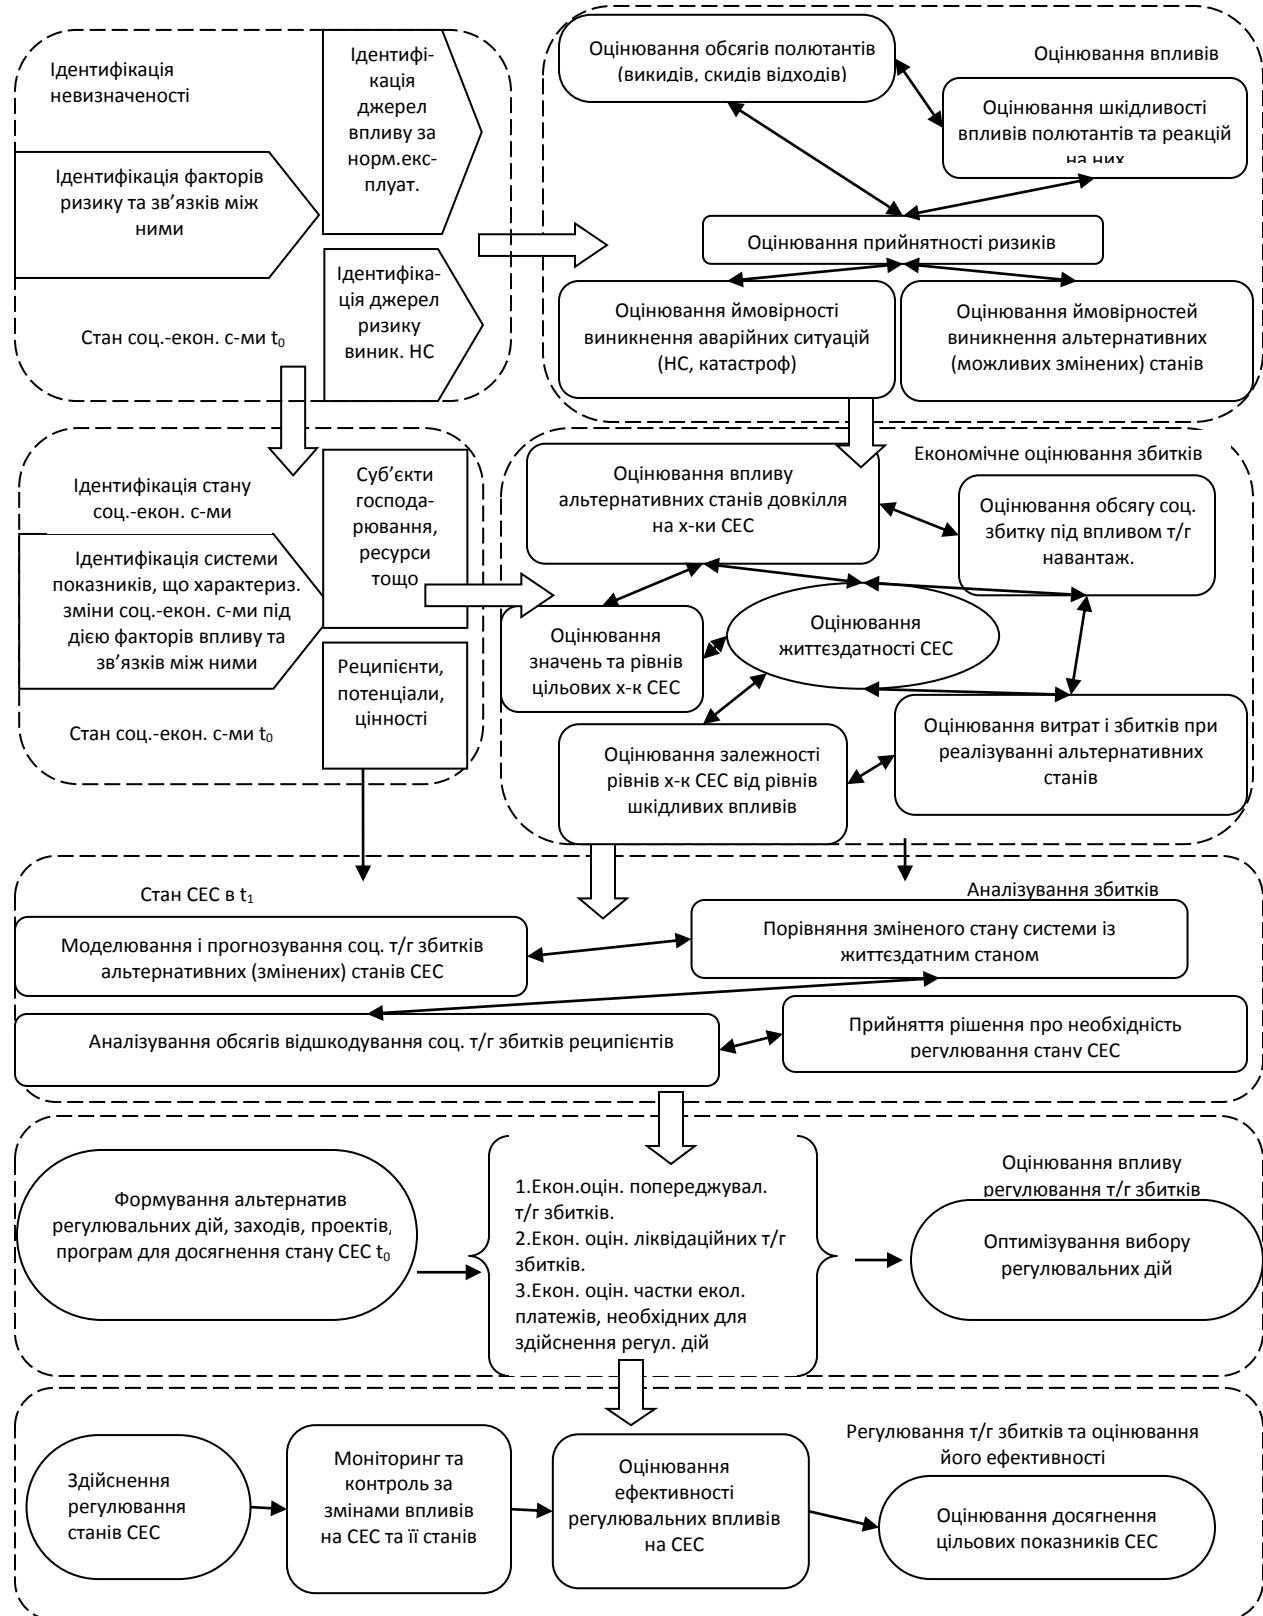 Ідентифікація
невизначеності
Ідентифікація факторів
ризику та зв’язків між
ними
Стан соц.-екон. с-ми t₀
Ідентифі-
кація
джерел
впливу за
норм.екс-
плуат.
Ідентифіка-
ція джерел
ризику
виник. НС
Оцінювання впливів
Оцінювання обсягів полютантів
(викидів, скидів відходів)
Оцінювання шкідливості
впливів полютантів та реакцій
на них
Оцінювання прийнятності ризиків
Оцінювання ймовірності
виникнення аварійних ситуацій
(НС, катастроф)
Оцінювання ймовірностей
виникнення альтернативних
(можливих змінених) станів
Ідентифікація стану
соц.-екон. с-ми
Ідентифікація системи
показників, що характериз.
зміни соц.-екон. с-ми під
дією факторів впливу та
зв’язків між ними
Стан соц.-екон. с-ми t₀
Суб’єкти
господа-
рювання,
ресурси
тощо
Реципієнти,
потенціали,
цінності
Економічне оцінювання збитків
Оцінювання впливу
альтернативних станів довкілля
на х-ки СЕС
Оцінювання обсягу соц.
збитку під впливом т/г
навантаж.
Оцінювання
значень та рівнів
цільових х-к СЕС
Оцінювання
життєздатності СЕС
Оцінювання залежності
рівнів х-к СЕС від рівнів
шкідливих впливів
Оцінювання витрат і збитків при
реалізуванні альтернативних
станів
Стан СЕС в t₁
Аналізування збитків
Моделювання і прогнозування соц. т/г збитків
альтернативних (змінених) станів СЕС
Порівняння зміненого стану системи із
життєздатним станом
Аналізування обсягів відшкодування соц. т/г збитків реципієнтів
Прийняття рішення про необхідність
регулювання стану СЕС
Формування альтернатив
регулювальних дій, заходів, проектів,
програм для досягнення стану СЕС t₀
1.Екон.оцін. попереджувал.
т/г збитків.
2.Екон. оцін. ліквідаційних т/г
збитків.
3.Екон. оцін. частки екол.
платежів, необхідних для
здійснення регул. дій
Оцінювання впливу
регулювання т/г збитків
Оптимізування вибору
регулювальних дій
Регулювання т/г збитків та оцінювання
його ефективності
Здійснення
регулювання
станів СЕС
Моніторинг та
контроль за
змінами впливів
на СЕС та її станів
Оцінювання
ефективності
регулювальних впливів
на СЕС
Оцінювання досягнення
цільових показників СЕС